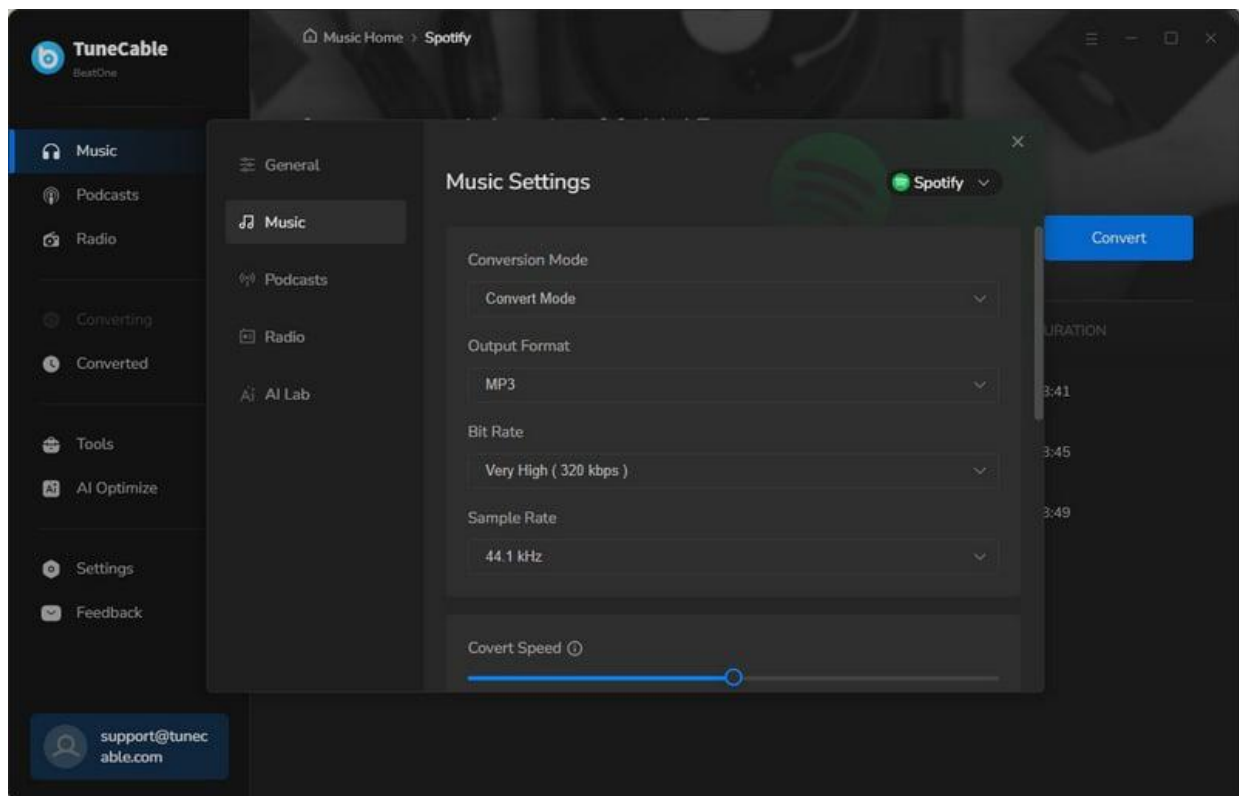 TuneCable
BeatOne
Music Home > Spotify
Music
Podcasts
Radio
Converting
Converted
Tools
AI Optimize
Settings
Feedback
support@tunec
able.com
General
Music
Podcasts
Radio
AI Lab
Music Settings
Spotify
Conversion Mode
Convert Mode
Output Format
MP3
Bit Rate
Very High ( 320 kbps )
Sample Rate
44.1 kHz
Covert Speed
Convert
URATION
3:41
3:45
3:49